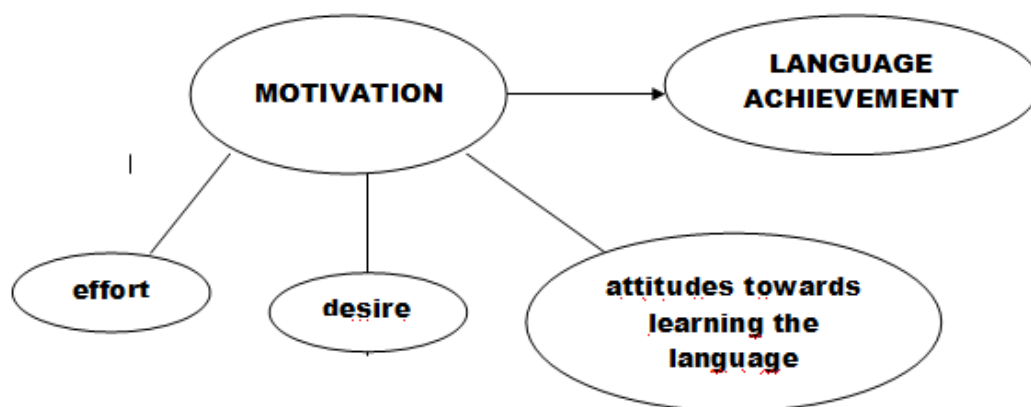 MOTIVATION
LANGUAGE
ACHIEVEMENT
effort
desire
attitudes towards
learning the
language